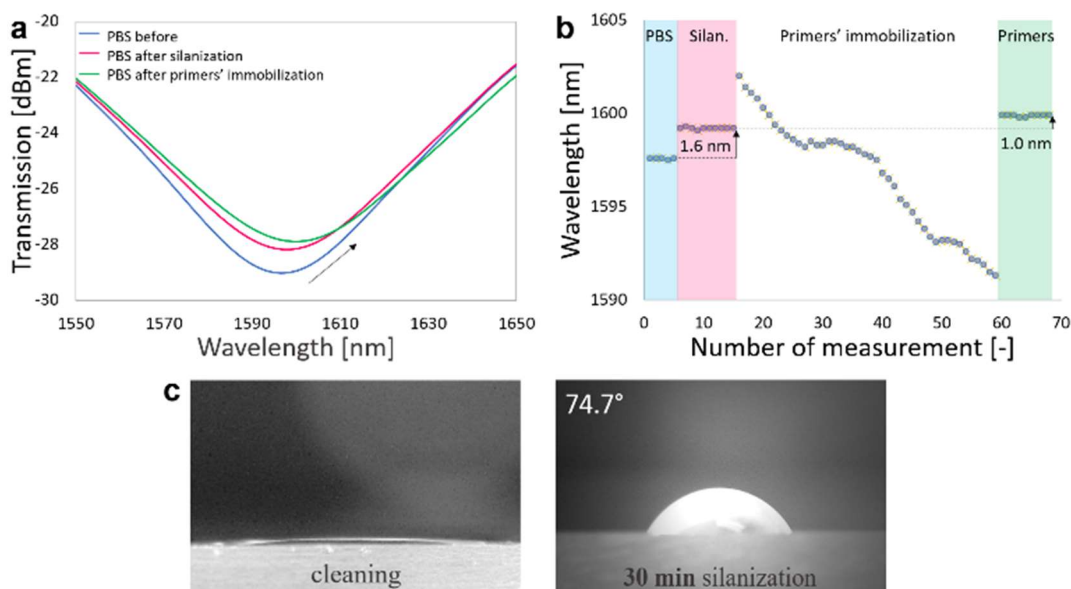 a
-20
-22
-24
-26
-28
-30
Transmission [dBm]
PBS before
PBS after silanization
PBS after primers' immobilization
1550
1570
1590
1610
1630
1650
Wavelength [nm]
b
1605
1600
1595
1590
Wavelength [nm]
PBS
Silan.
Primers' immobilization
Primers
1.6 nm
1.0 nm
0
10
20
30
40
50
60
70
Number of measurement [-]
c
cleaning
74.7°
30 min silanization